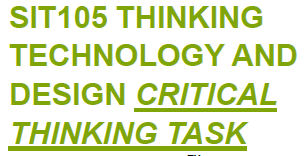 SIT105 THINKING
TECHNOLOGY AND
DESIGN CRITICAL
THINKING TASK